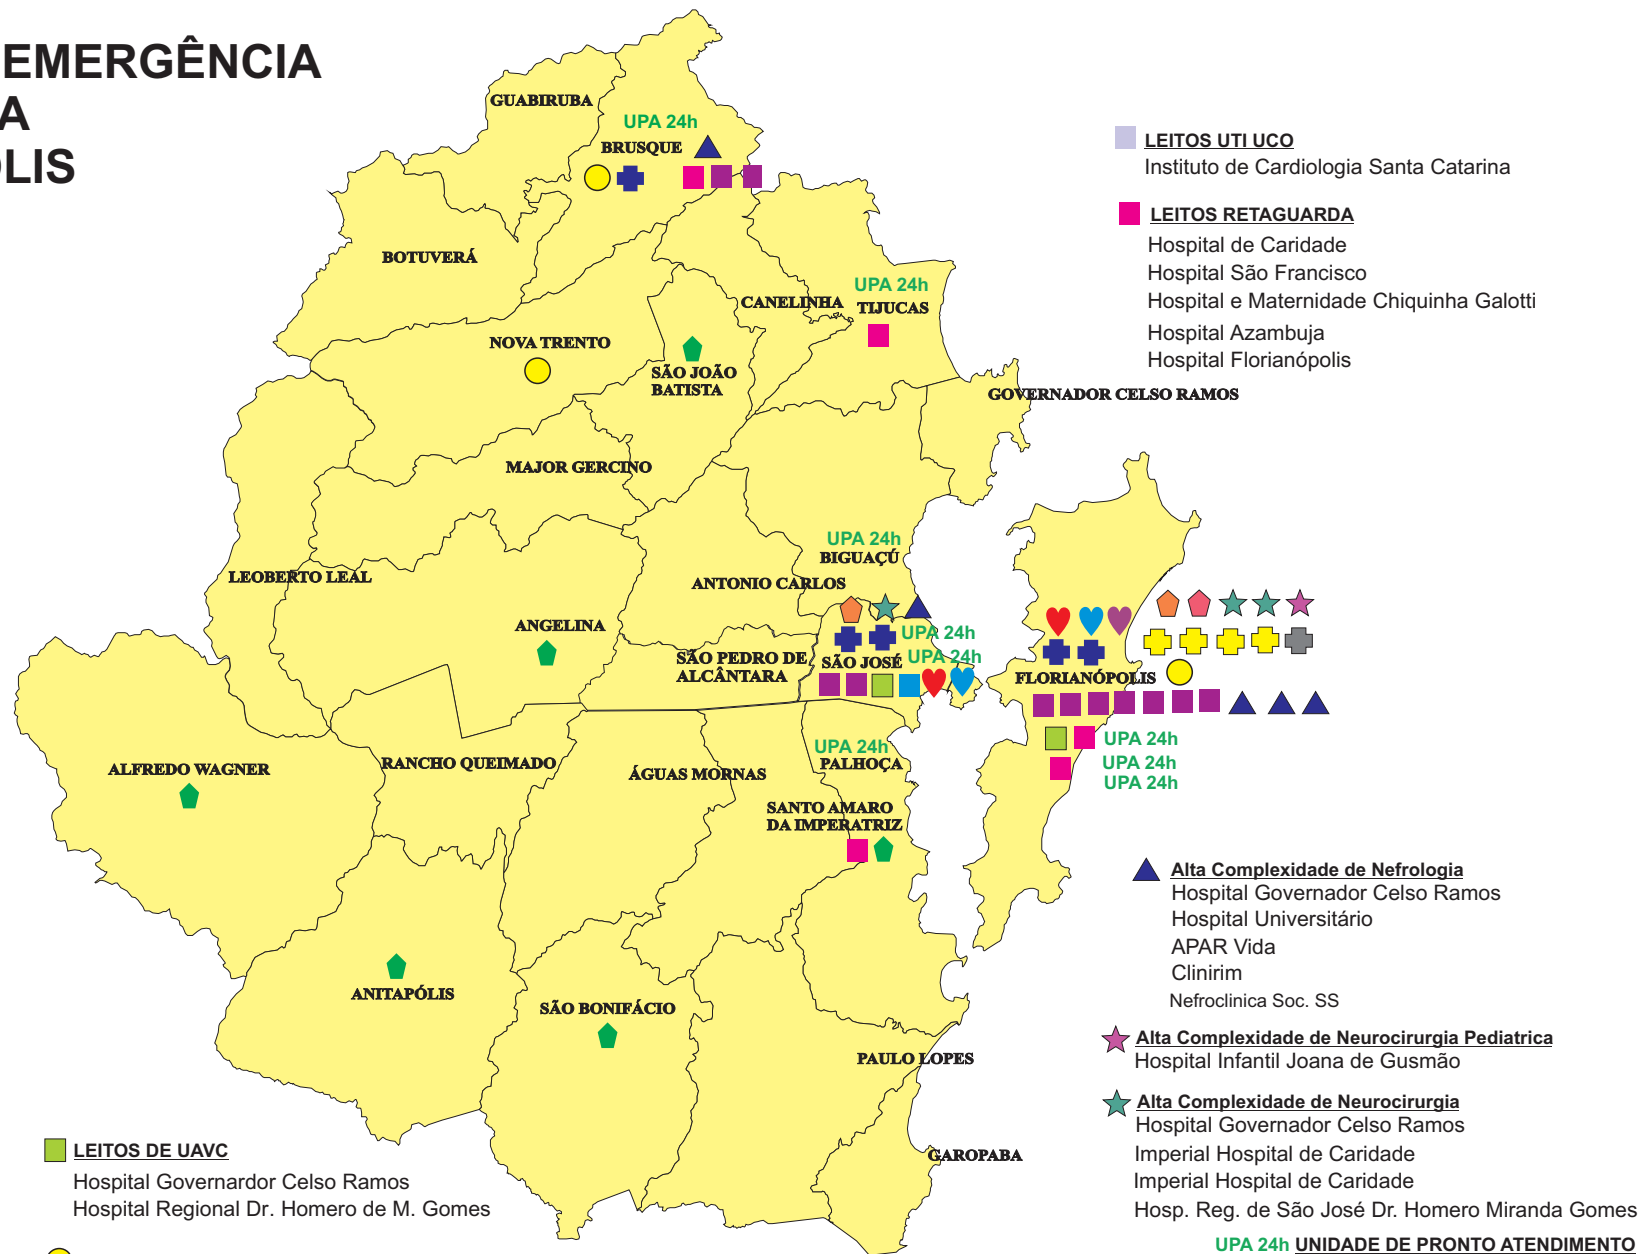 EMERGÊNCIA
A
OLIS
GUABIRUBA
UPA 24h
BRUSQUE
BOTUVERÁ
UPA 24h
CANELINHA
TIJUCAS
NOVA TRENTO
SÃO JOÃO
BATISTA
GOVERNADOR CELSO RAMOS
MAJOR GERCINO
UPA 24h
BIGUAÇÚ
LEOBERTO LEAL
ANTONIO CARLOS
ANGELINA
UPA 24h
UPA 24h
SÃO PEDRO DE
ALCÂNTARA
SÃO JOSÉ
FLORIANÓPOLIS
UPA 24h
UPA 24h
UPA 24h
ALFREDO WAGNER
RANCHO QUEIMADO
ÁGUAS MORNAS
UPA 24h
PALHOÇA
SANTO AMARO
DA IMPERATRIZ
ANITAPÓLIS
SÃO BONIFÁCIO
PAULO LOPES
GAROPABA
LEITOS UTI UCO
Instituto de Cardiologia Santa Catarina
LEITOS RETAGUARDA
Hospital de Caridade
Hospital São Francisco
Hospital e Maternidade Chiquinha Galotti
Hospital Azambuja
Hospital Florianópolis
Alta Complexidade de Nefrologia
Hospital Governador Celso Ramos
Hospital Universitário
APAR Vida
Clinirim
Nefroclinica Soc. SS
Alta Complexidade de Neurocirurgia Pediatrica
Hospital Infantil Joana de Gusmão
Alta Complexidade de Neurocirurgia
Hospital Governador Celso Ramos
Imperial Hospital de Caridade
Imperial Hospital de Caridade
Hosp. Reg. de São José Dr. Homero Miranda Gomes
UPA 24h UNIDADE DE PRONTO ATENDIMENTO
LEITOS DE UAVC
Hospital Governardor Celso Ramos
Hospital Regional Dr. Homero de M. Gomes